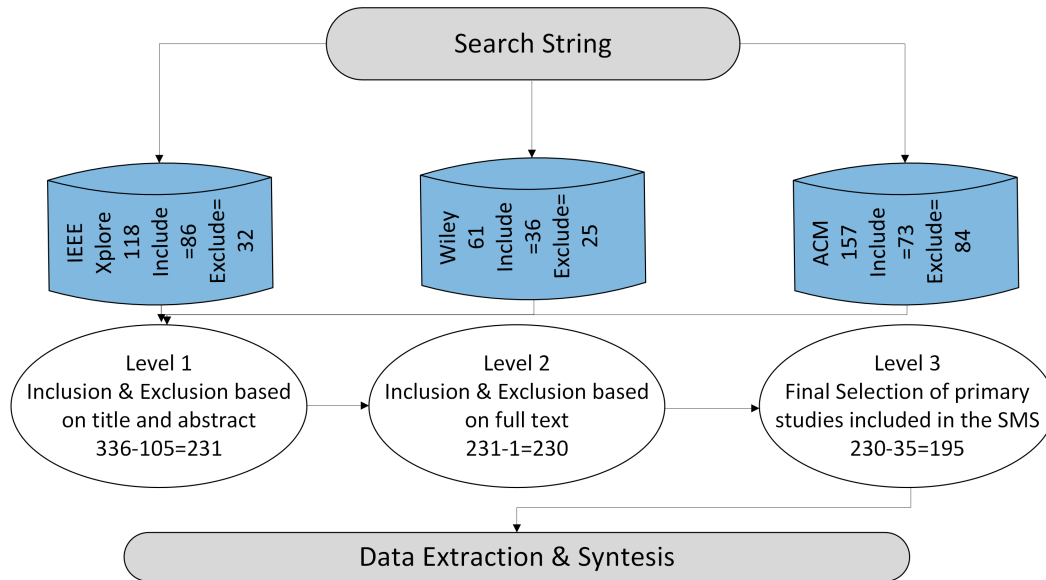 Search String
IEEE
Xplore
118
Include
=86
Exclude=
32
Wiley
61
Include
=36
Exclude=
25
ACM
157
Include
=73
Exclude=
84
Level 1
Inclusion & Exclusion based
on title and abstract
336-105=231
Level 2
Inclusion & Exclusion based
on full text
231-1=230
Level 3
Final Selection of primary
studies included in the SMS
230-35=195
Data Extraction & Syntesis